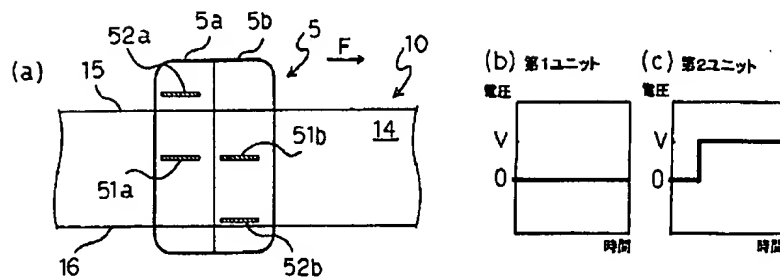 (a)
52a
5a
5b
5
F
10
15
14
51b
51a
16
52b
(b) 第1ユニット
電圧
V
0
時間
(c) 第2ユニット
電圧
V
0
時間